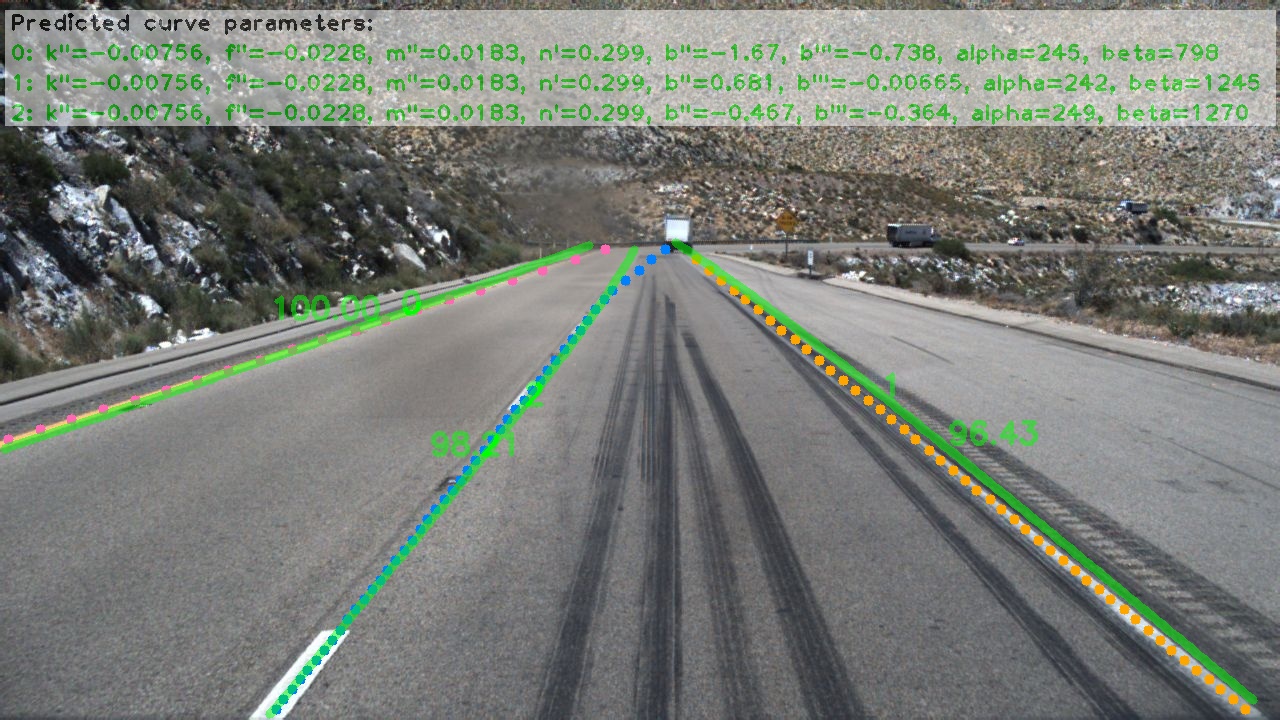 Predicted curve parameters:
0: k''=-0.00756, f''=-0.0228, m''=0.0183, n'=0.299, b''=-1.67, b'''=-0.738, alpha=245, beta=798
1: k''=-0.00756, f''=-0.0228, m''=0.0183, n'=0.299, b''=0.681, b'''=-0.00665, alpha=242, beta=1245
2: k''=-0.00756, f''=-0.0228, m''=0.0183, n'=0.299, b''=-0.467, b'''=-0.364, alpha=249, beta=1270
100.00 0
1
2
98.21
96.43